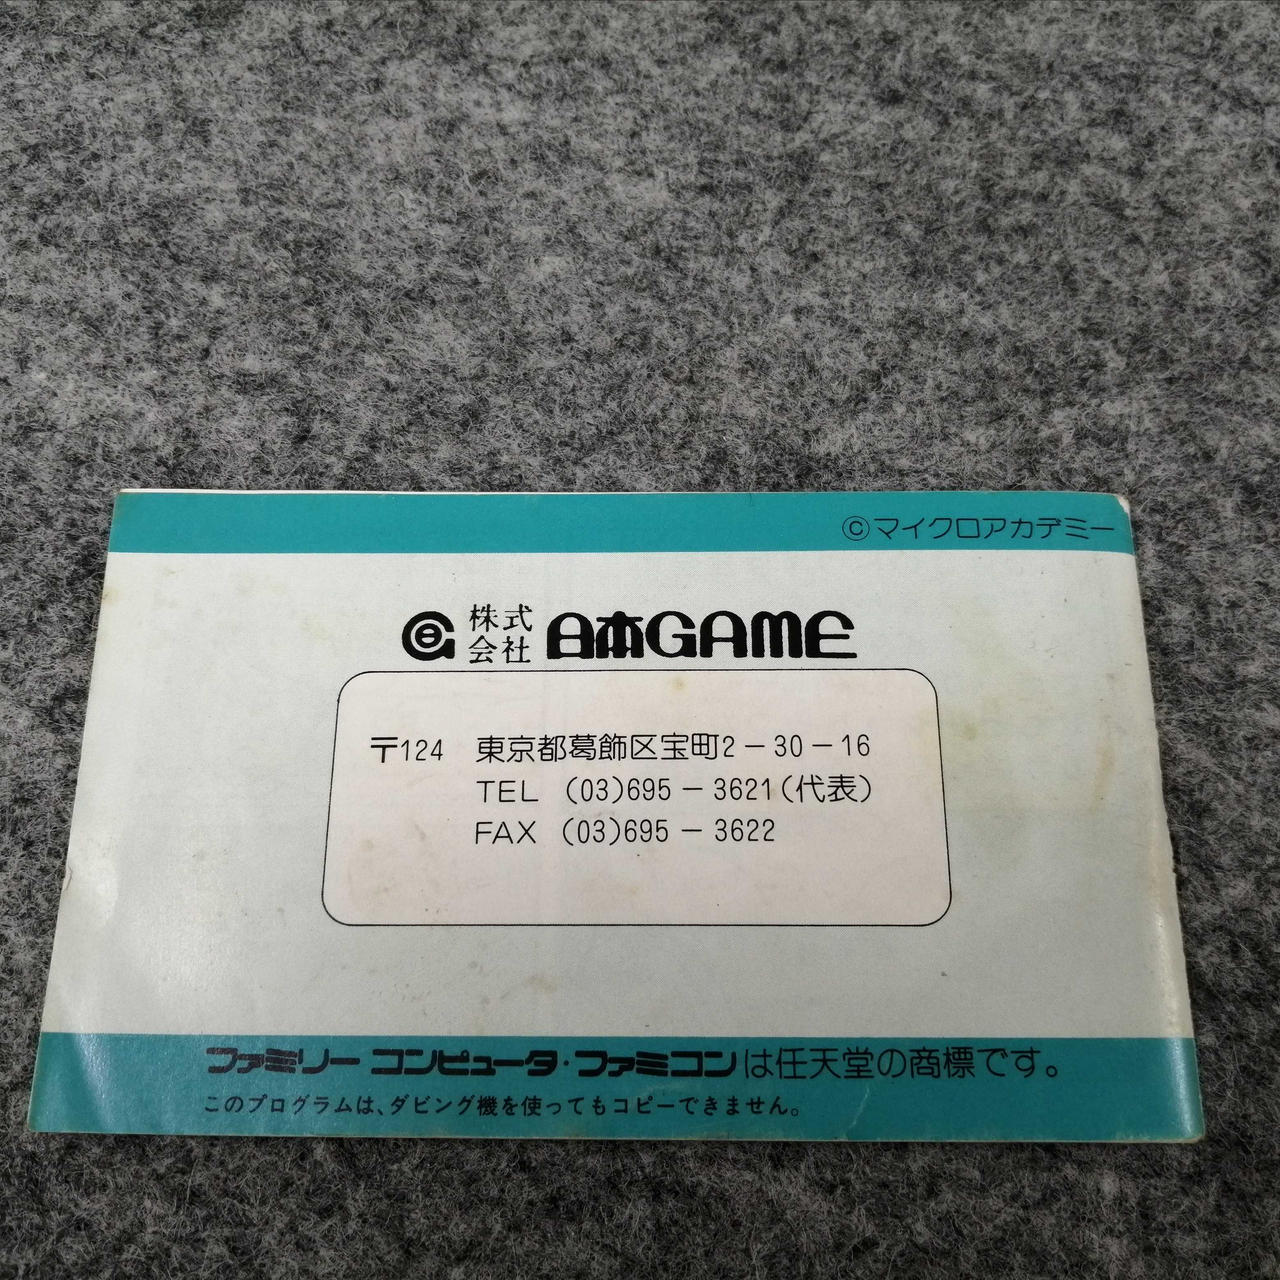 ©マイクロアカデミー
株式会社 日本GAME
〒124 東京都葛飾区宝町2－30－16
TEL (03)695－3621(代表)
FAX (03)695－3622
ファミリー コンピュータ・ファミコンは任天堂の商標です。
このプログラムは、ダビング機を使ってもコピーできません。